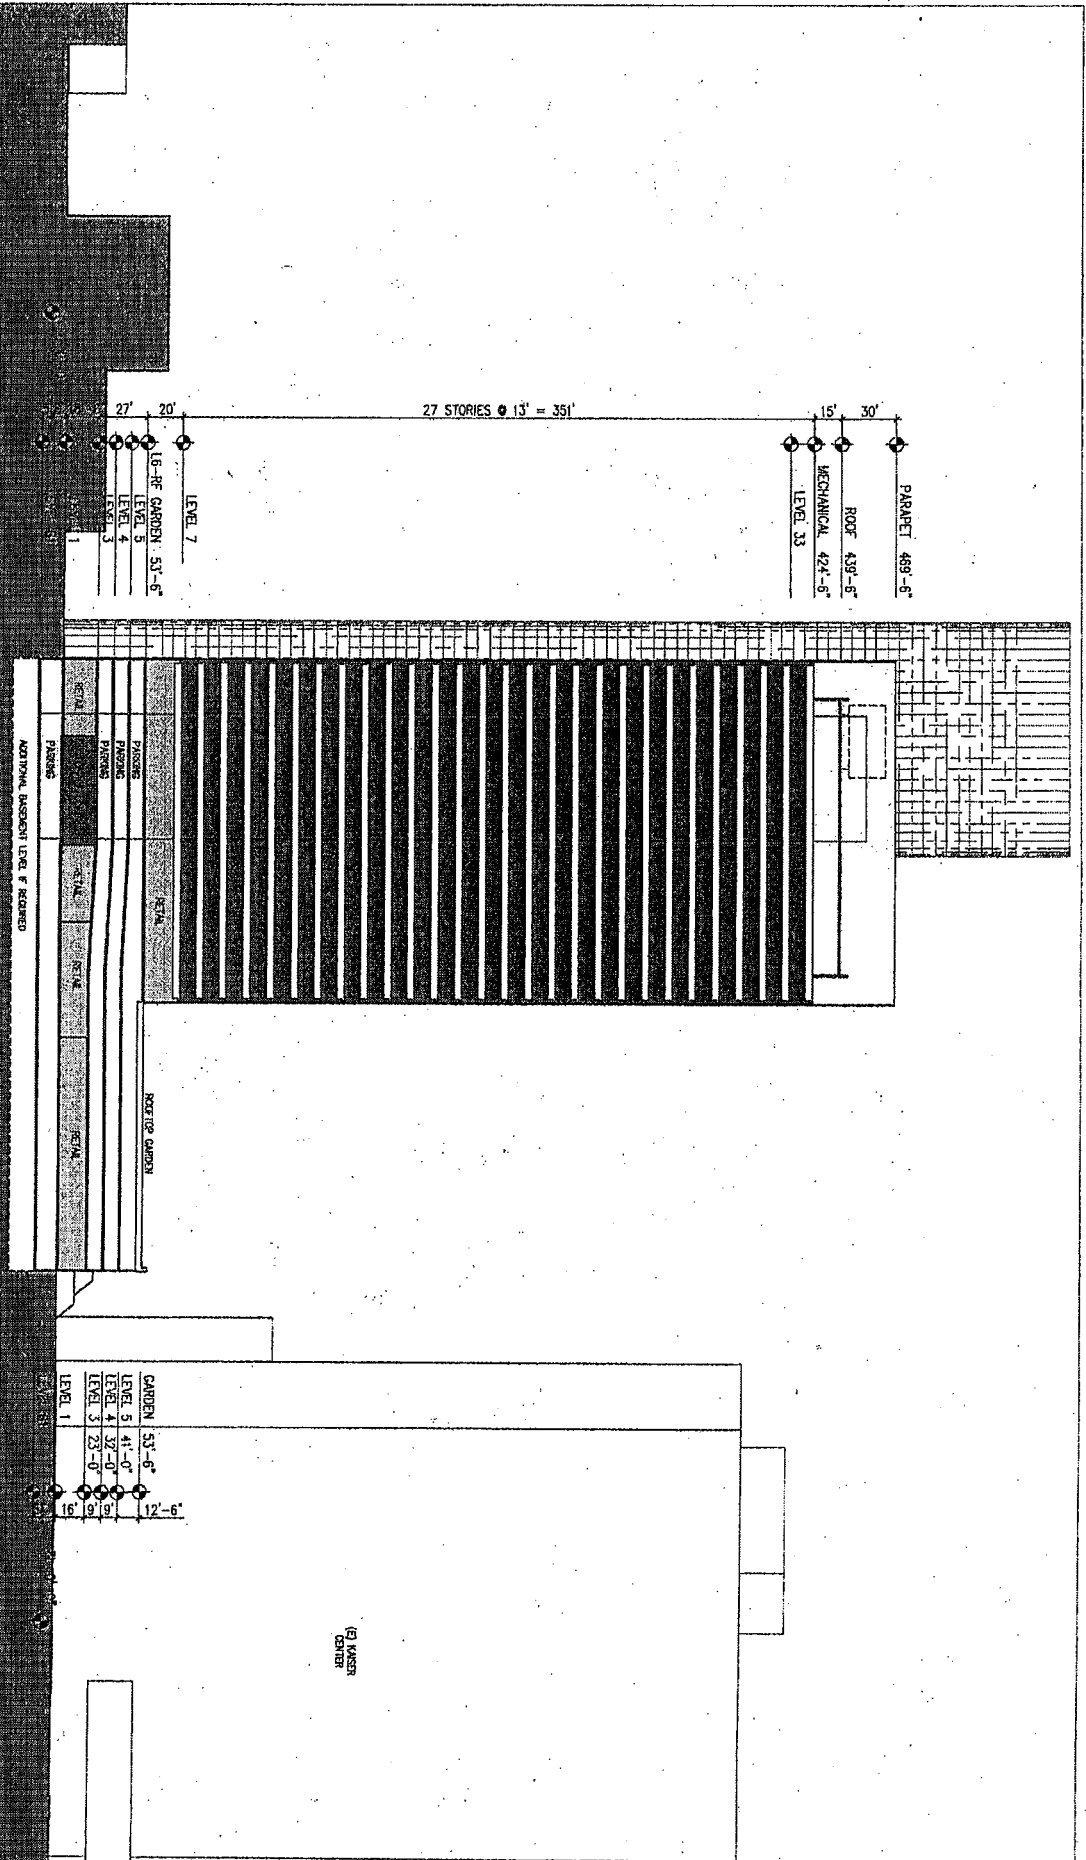 PARAPET 469'-6"
ROOF 439'-6"
MECHANICAL 424'-6"
LEVEL 33
30'
15'
27 STORIES @ 13' = 351'
20'
27'
LEVEL 7
L6-RF GARDEN 53'-6"
LEVEL 5
LEVEL 4
LEVEL 3
RETAIL
ROOFTOP GARDEN
PARKING
PARKING
PARKING
RETAIL
RETAIL
RETAIL
RETAIL
PARKING
ADDITIONAL BASEMENT LEVEL IF REQUIRED
GARDEN 53'-6"
LEVEL 5 41'-0"
LEVEL 4 32'-0"
LEVEL 3 23'-0"
LEVEL 1
12'-6"
9'
9'
16'
(E) KAISER
CENTER